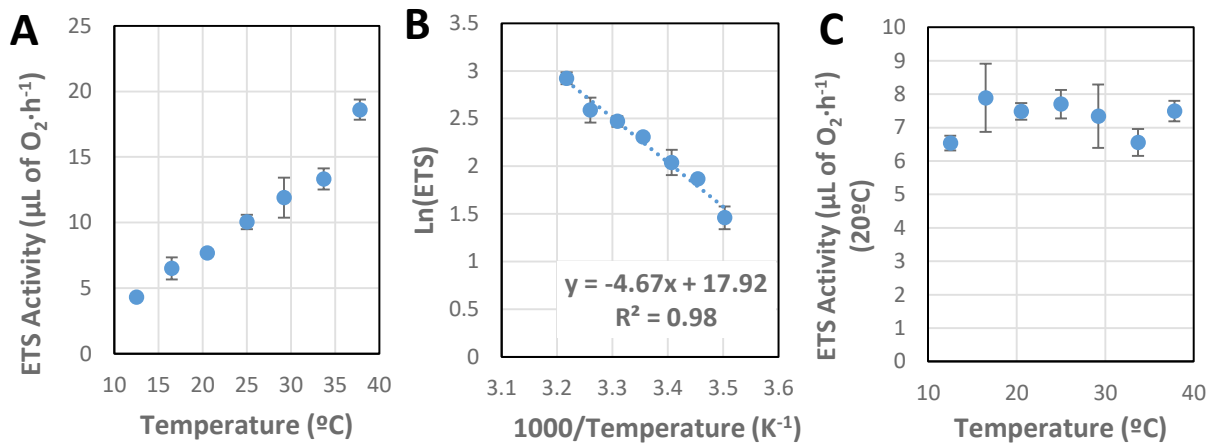 A
ETS Activity (µL of O₂·h⁻¹)
25
20
15
10
5
0
10 15 20 25 30 35 40
Temperature (ºC)
B
Ln(ETS)
3.5
3
2.5
2
1.5
1
0.5
0
y = -4.67x + 17.92
R² = 0.98
3.1 3.2 3.3 3.4 3.5 3.6
1000/Temperature (K⁻¹)
C
ETS Activity (µL of O₂·h⁻¹)
(20ºC)
10
9
8
7
6
5
4
3
2
1
0
10 20 30 40
Temperature (ºC)